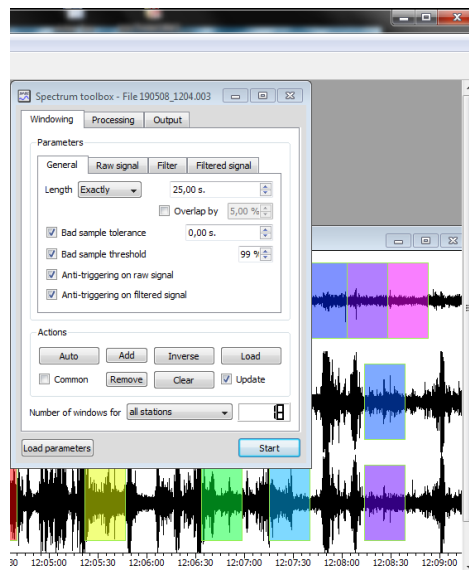 Spectrum toolbox - File 190508_1204.003
Windowing Processing Output
Parameters
General Raw signal Filter Filtered signal
Length Exactly 25,00 s.
Overlap by 5,00 %
Bad sample tolerance 0,00 s.
Bad sample threshold 99 %
Anti-triggering on raw signal
Anti-triggering on filtered signal
Actions
Auto Add Inverse Load
Common Remove Clear Update
Number of windows for all stations 18
Load parameters Start
30 12:05:00 12:05:30 12:06:00 12:06:30 12:07:00 12:07:30 12:08:00 12:08:30 12:09:00